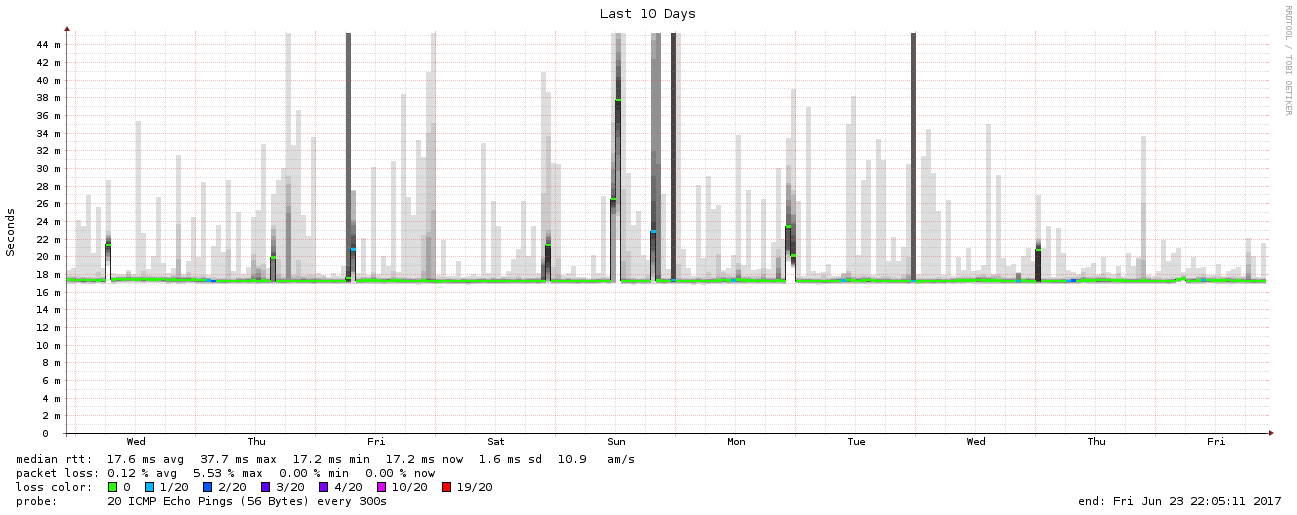 Last 10 Days
RRDTOOL / TOBI OETIKER
Seconds
44 m
42 m
40 m
38 m
36 m
34 m
32 m
30 m
28 m
26 m
24 m
22 m
20 m
18 m
16 m
14 m
12 m
10 m
8 m
6 m
4 m
2 m
0
Wed Thu Fri Sat Sun Mon Tue Wed Thu Fri
median rtt: 17.6 ms avg 37.7 ms max 17.2 ms min 17.2 ms now 1.6 ms sd 10.9 am/s
packet loss: 0.12 % avg 5.53 % max 0.00 % min 0.00 % now
loss color: 0 1/20 2/20 3/20 4/20 10/20 19/20
probe: 20 ICMP Echo Pings (56 Bytes) every 300s end: Fri Jun 23 22:05:11 2017